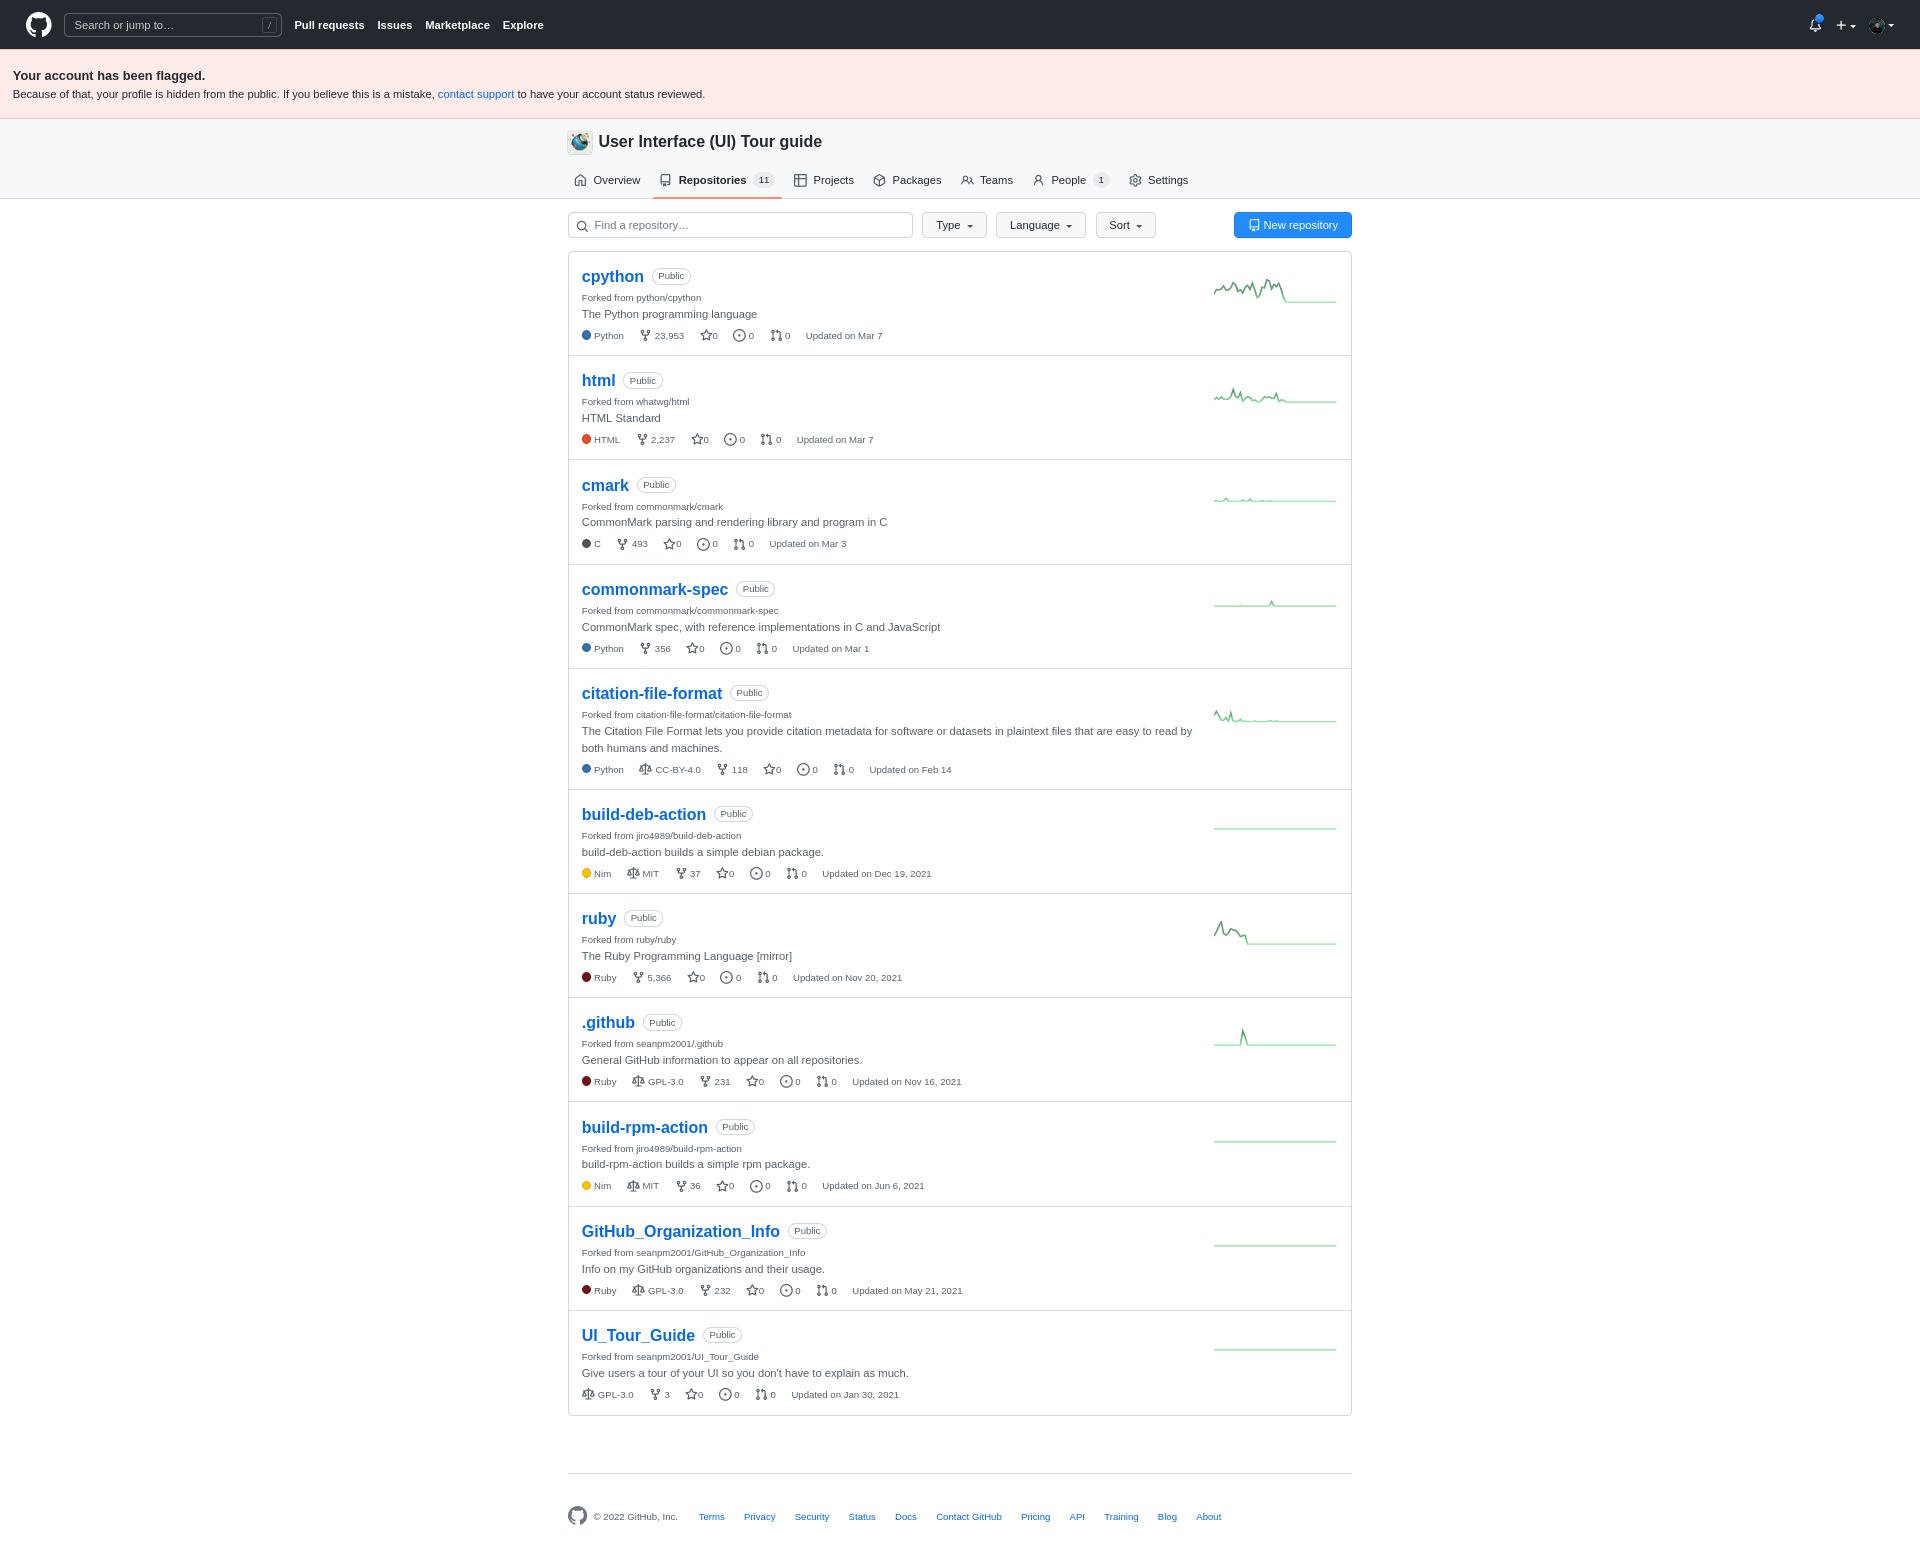 Search or jump to…
/
Pull requests Issues Marketplace Explore
Your account has been flagged.
Because of that, your profile is hidden from the public. If you believe this is a mistake, contact support to have your account status reviewed.
User Interface (UI) Tour guide
Overview Repositories 11 Projects Packages Teams People 1 Settings
Find a repository… Type Language Sort New repository
cpython Public
Forked from python/cpython
The Python programming language
Python 23,953 0 0 0 Updated on Mar 7
html Public
Forked from whatwg/html
HTML Standard
HTML 2,237 0 0 0 Updated on Mar 7
cmark Public
Forked from commonmark/cmark
CommonMark parsing and rendering library and program in C
C 493 0 0 0 Updated on Mar 3
commonmark-spec Public
Forked from commonmark/commonmark-spec
CommonMark spec, with reference implementations in C and JavaScript
Python 356 0 0 0 Updated on Mar 1
citation-file-format Public
Forked from citation-file-format/citation-file-format
The Citation File Format lets you provide citation metadata for software or datasets in plaintext files that are easy to read by
both humans and machines.
Python CC-BY-4.0 118 0 0 0 Updated on Feb 14
build-deb-action Public
Forked from jiro4989/build-deb-action
build-deb-action builds a simple debian package.
Nim MIT 37 0 0 0 Updated on Dec 19, 2021
ruby Public
Forked from ruby/ruby
The Ruby Programming Language [mirror]
Ruby 5,366 0 0 0 Updated on Nov 20, 2021
.github Public
Forked from seanpm2001/.github
General GitHub information to appear on all repositories.
Ruby GPL-3.0 231 0 0 0 Updated on Nov 16, 2021
build-rpm-action Public
Forked from jiro4989/build-rpm-action
build-rpm-action builds a simple rpm package.
Nim MIT 36 0 0 0 Updated on Jun 6, 2021
GitHub_Organization_Info Public
Forked from seanpm2001/GitHub_Organization_Info
Info on my GitHub organizations and their usage.
Ruby GPL-3.0 232 0 0 0 Updated on May 21, 2021
UI_Tour_Guide Public
Forked from seanpm2001/UI_Tour_Guide
Give users a tour of your UI so you don't have to explain as much.
GPL-3.0 3 0 0 0 Updated on Jan 30, 2021
© 2022 GitHub, Inc. Terms Privacy Security Status Docs Contact GitHub Pricing API Training Blog About